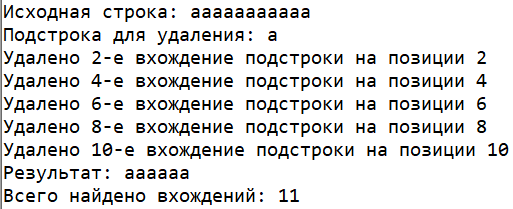 Исходная строка: aaaaaaaaaaa
Подстрока для удаления: a
Удалено 2-е вхождение подстроки на позиции 2
Удалено 4-е вхождение подстроки на позиции 4
Удалено 6-е вхождение подстроки на позиции 6
Удалено 8-е вхождение подстроки на позиции 8
Удалено 10-е вхождение подстроки на позиции 10
Результат: aaaaaa
Всего найдено вхождений: 11